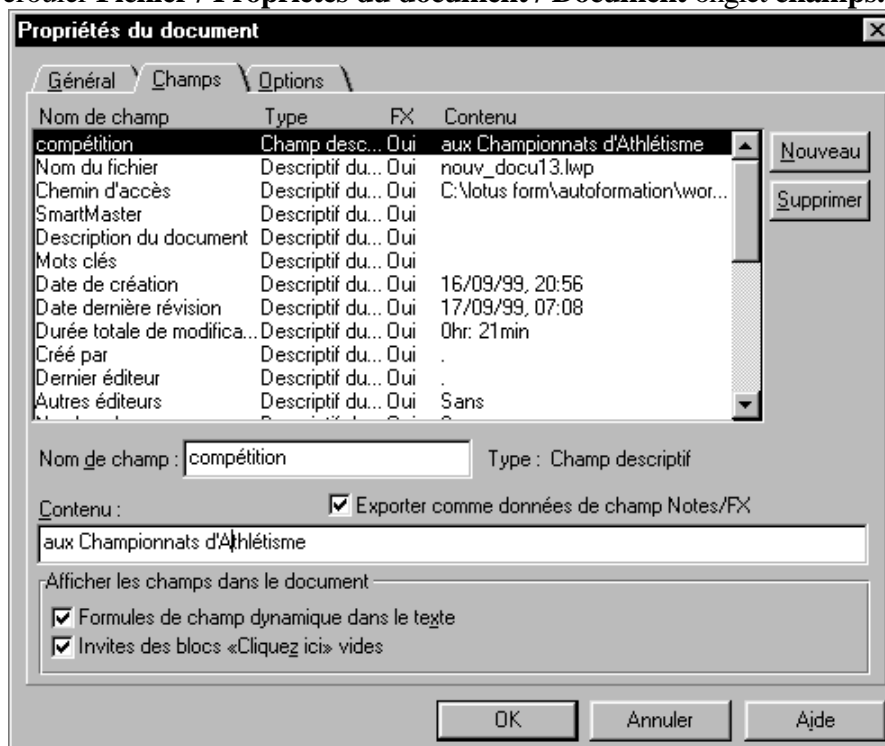 érouler Fichier / Propriétés du document / Document onglet champs.
Propriétés du document
Général Champs Options
Nom de champ Type FX Contenu
compétition Champ desc... Oui aux Championnats d'Athlétisme
Nom du fichier Descriptif du... Oui nouv_docu13.lwp
Chemin d'accès Descriptif du... Oui C:\lotus form\autoformation\wor...
SmartMaster Descriptif du... Oui
Description du document Descriptif du... Oui
Mots clés Descriptif du... Oui
Date de création Descriptif du... Oui 16/09/99, 20:56
Date dernière révision Descriptif du... Oui 17/09/99, 07:08
Durée totale de modifica... Descriptif du... Oui 0hr: 21min
Créé par Descriptif du... Oui .
Dernier éditeur Descriptif du... Oui .
Autres éditeurs Descriptif du... Oui Sans
Nouveau
Supprimer
Nom de champ : compétition Type : Champ descriptif
Contenu : Exporter comme données de champ Notes/FX
aux Championnats d'Athlétisme
Afficher les champs dans le document
Formules de champ dynamique dans le texte
Invites des blocs «Cliquez ici» vides
OK Annuler Aide